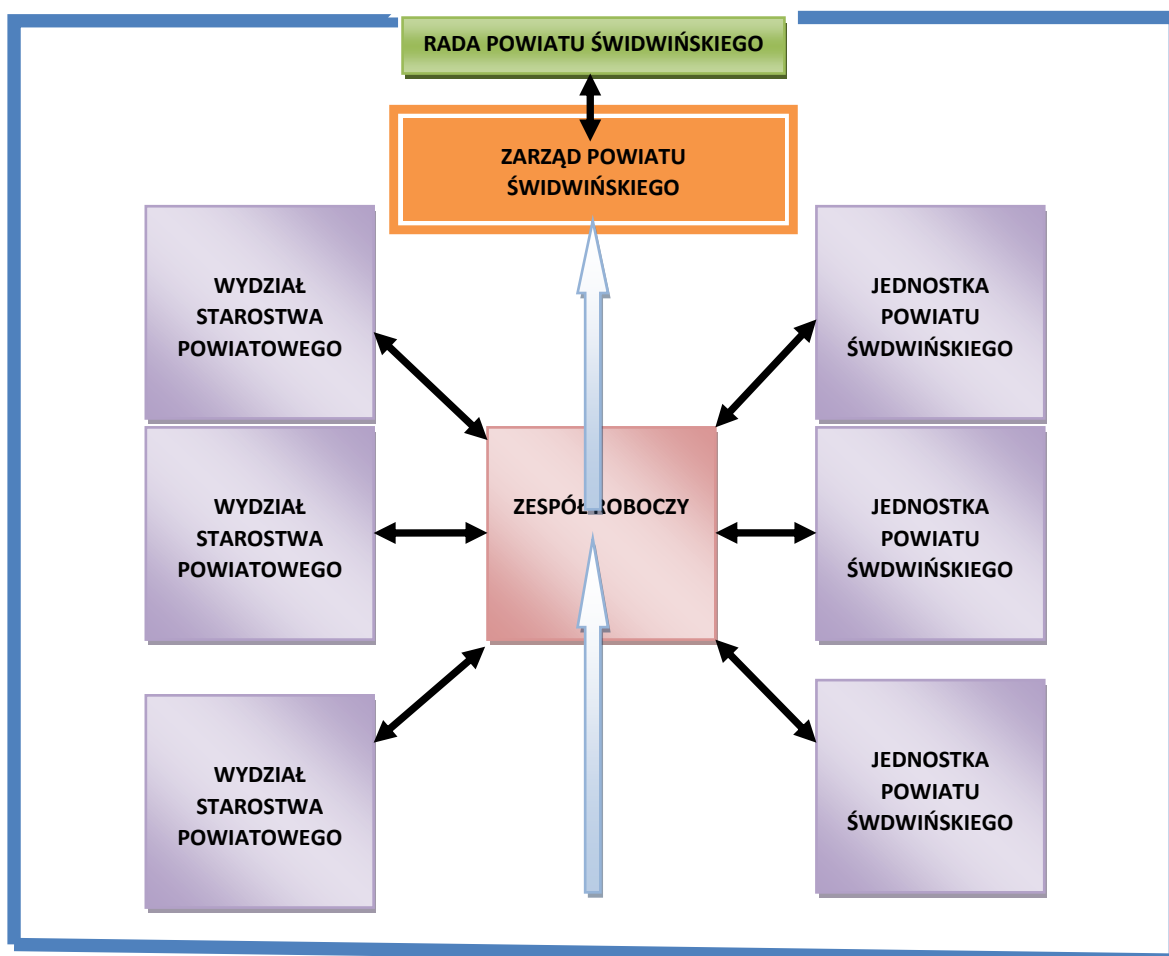 RADA POWIATU ŚWIDWIŃSKIEGO
ZARZĄD POWIATU
ŚWIDWIŃSKIEGO
WYDZIAŁ
STAROSTWA
POWIATOWEGO
JEDNOSTKA
POWIATU
ŚWDWIŃSKIEGO
WYDZIAŁ
STAROSTWA
POWIATOWEGO
ZESPÓŁ ROBOCZY
JEDNOSTKA
POWIATU
ŚWDWIŃSKIEGO
WYDZIAŁ
STAROSTWA
POWIATOWEGO
JEDNOSTKA
POWIATU
ŚWDWIŃSKIEGO